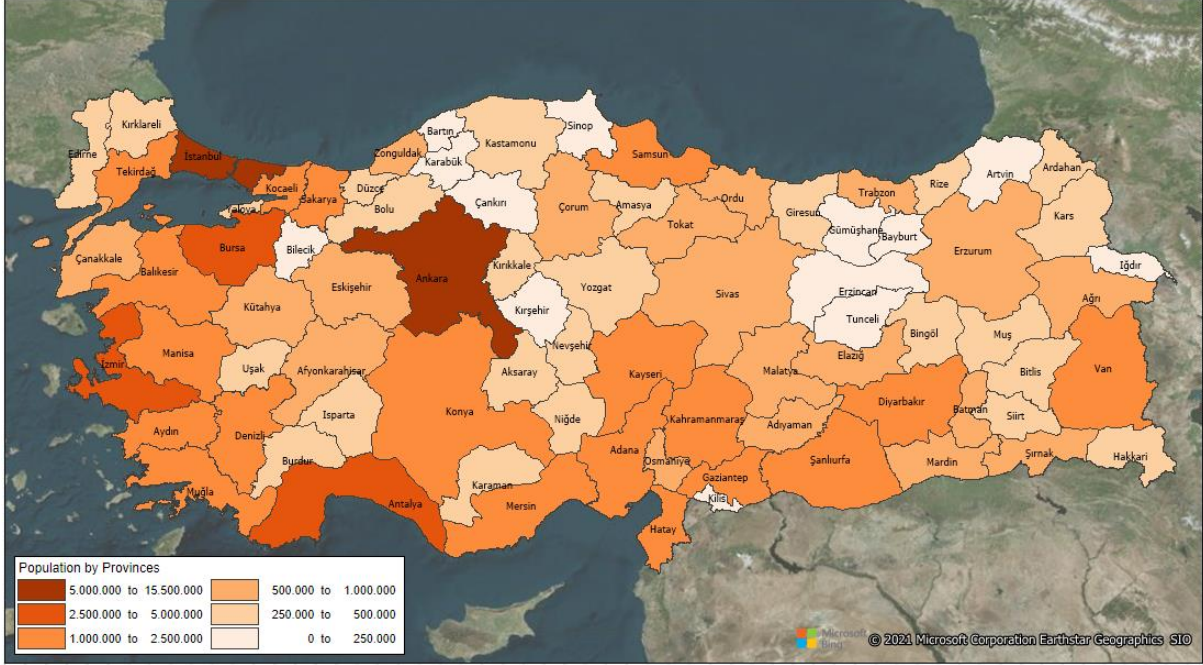 Kırklareli
Edirne
Tekirdağ
İstanbul
Kocaeli
Sakarya
Yalova
Düzce
Bolu
Zonguldak
Bartın
Karabük
Kastamonu
Sinop
Çankırı
Samsun
Çorum
Amasya
Tokat
Ordu
Giresun
Trabzon
Rize
Artvin
Ardahan
Kars
Gümüşhane
Bayburt
Erzurum
Iğdır
Ağrı
Erzincan
Tunceli
Bursa
Bilecik
Çanakkale
Balıkesir
Kütahya
Eskişehir
Ankara
Kırıkkale
Kırşehir
Yozgat
Sivas
Nevşehir
Bingöl
Muş
Bitlis
Van
Elazığ
Malatya
İzmir
Manisa
Uşak
Afyonkarahisar
Aksaray
Kayseri
Konya
Niğde
Isparta
Kahramanmaraş
Adıyaman
Diyarbakır
Batman
Siirt
Aydın
Denizli
Burdur
Muğla
Antalya
Karaman
Mersin
Adana
Osmaniye
Gaziantep
Kilis
Hatay
Şanlıurfa
Mardin
Şırnak
Hakkari
Population by Provinces
5.000.000 to 15.500.000
2.500.000 to 5.000.000
1.000.000 to 2.500.000
500.000 to 1.000.000
250.000 to 500.000
0 to 250.000
Microsoft
Bing
© 2021 Microsoft Corporation Earthstar Geographics SIO